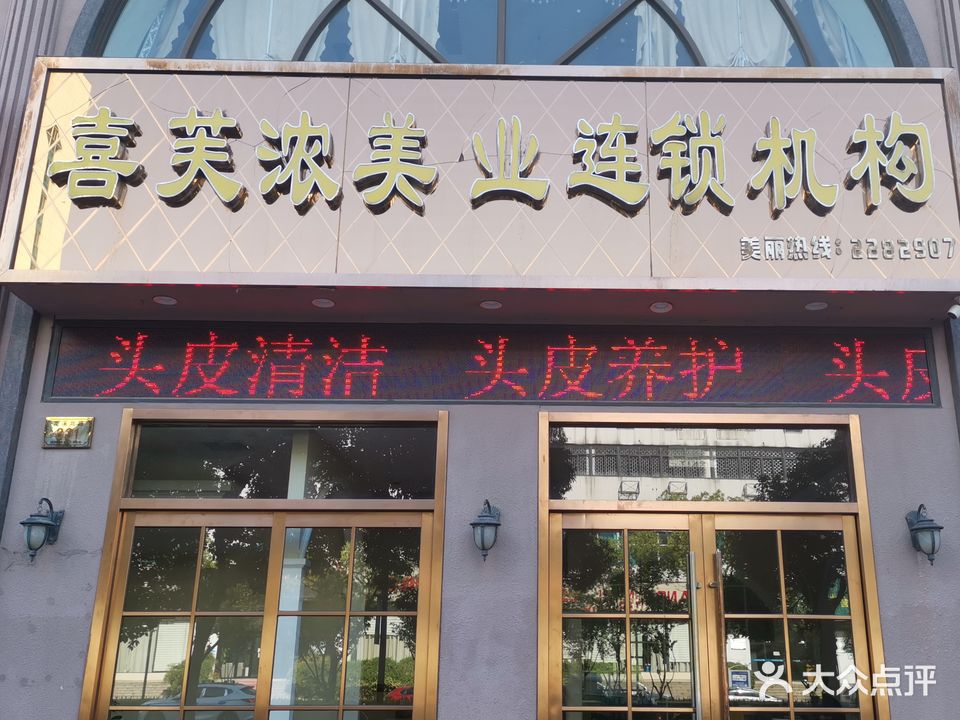 喜芙浓美业连锁机构
美丽热线:2282907
头皮清洁 头皮养护 头皮
大众点评